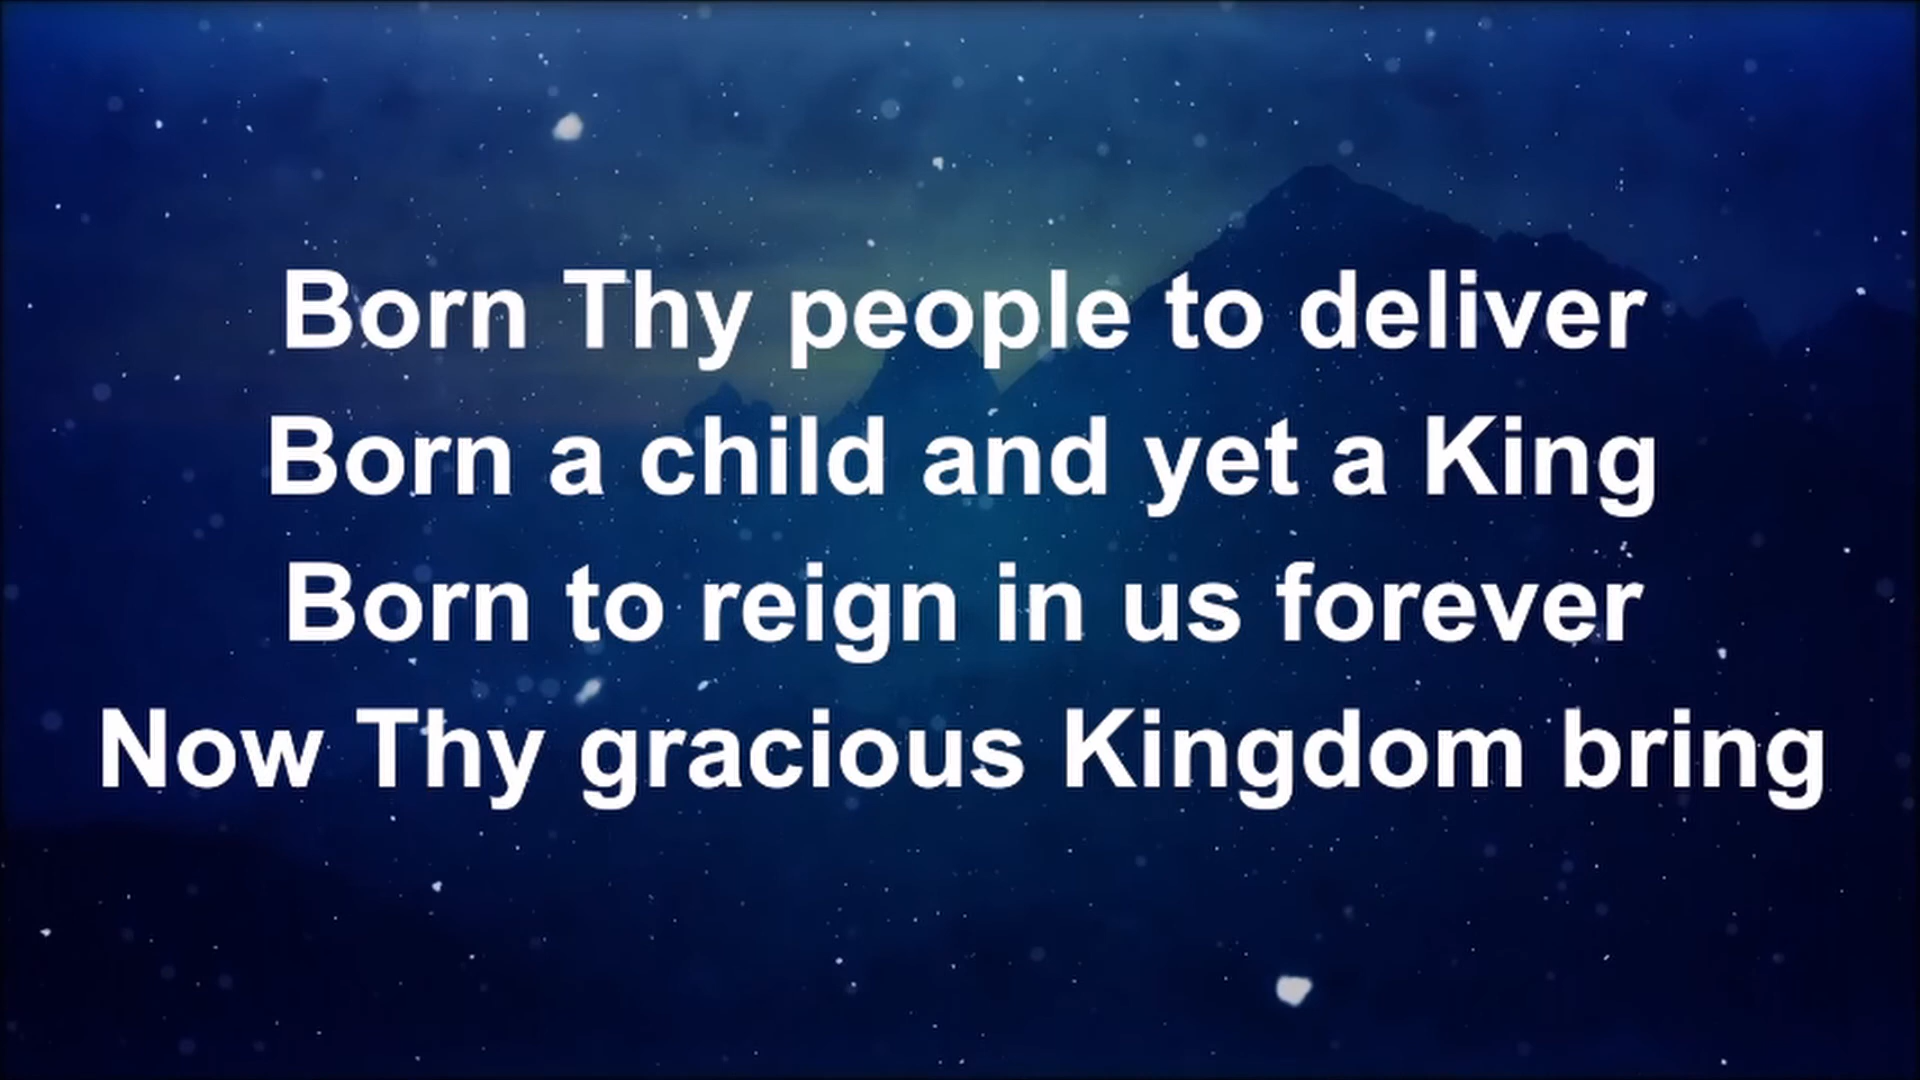 Born Thy people to deliver
Born a child and yet a King
Born to reign in us forever
Now Thy gracious Kingdom bring